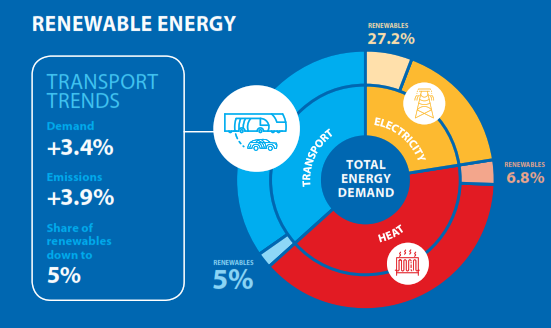 RENEWABLE ENERGY
TRANSPORT
TRENDS
Demand
+3.4%
Emissions
+3.9%
Share of
renewables
down to
5%
RENEWABLES
27.2%
ELECTRICITY
RENEWABLES
6.8%
TRANSPORT
TOTAL
ENERGY
DEMAND
HEAT
RENEWABLES
5%